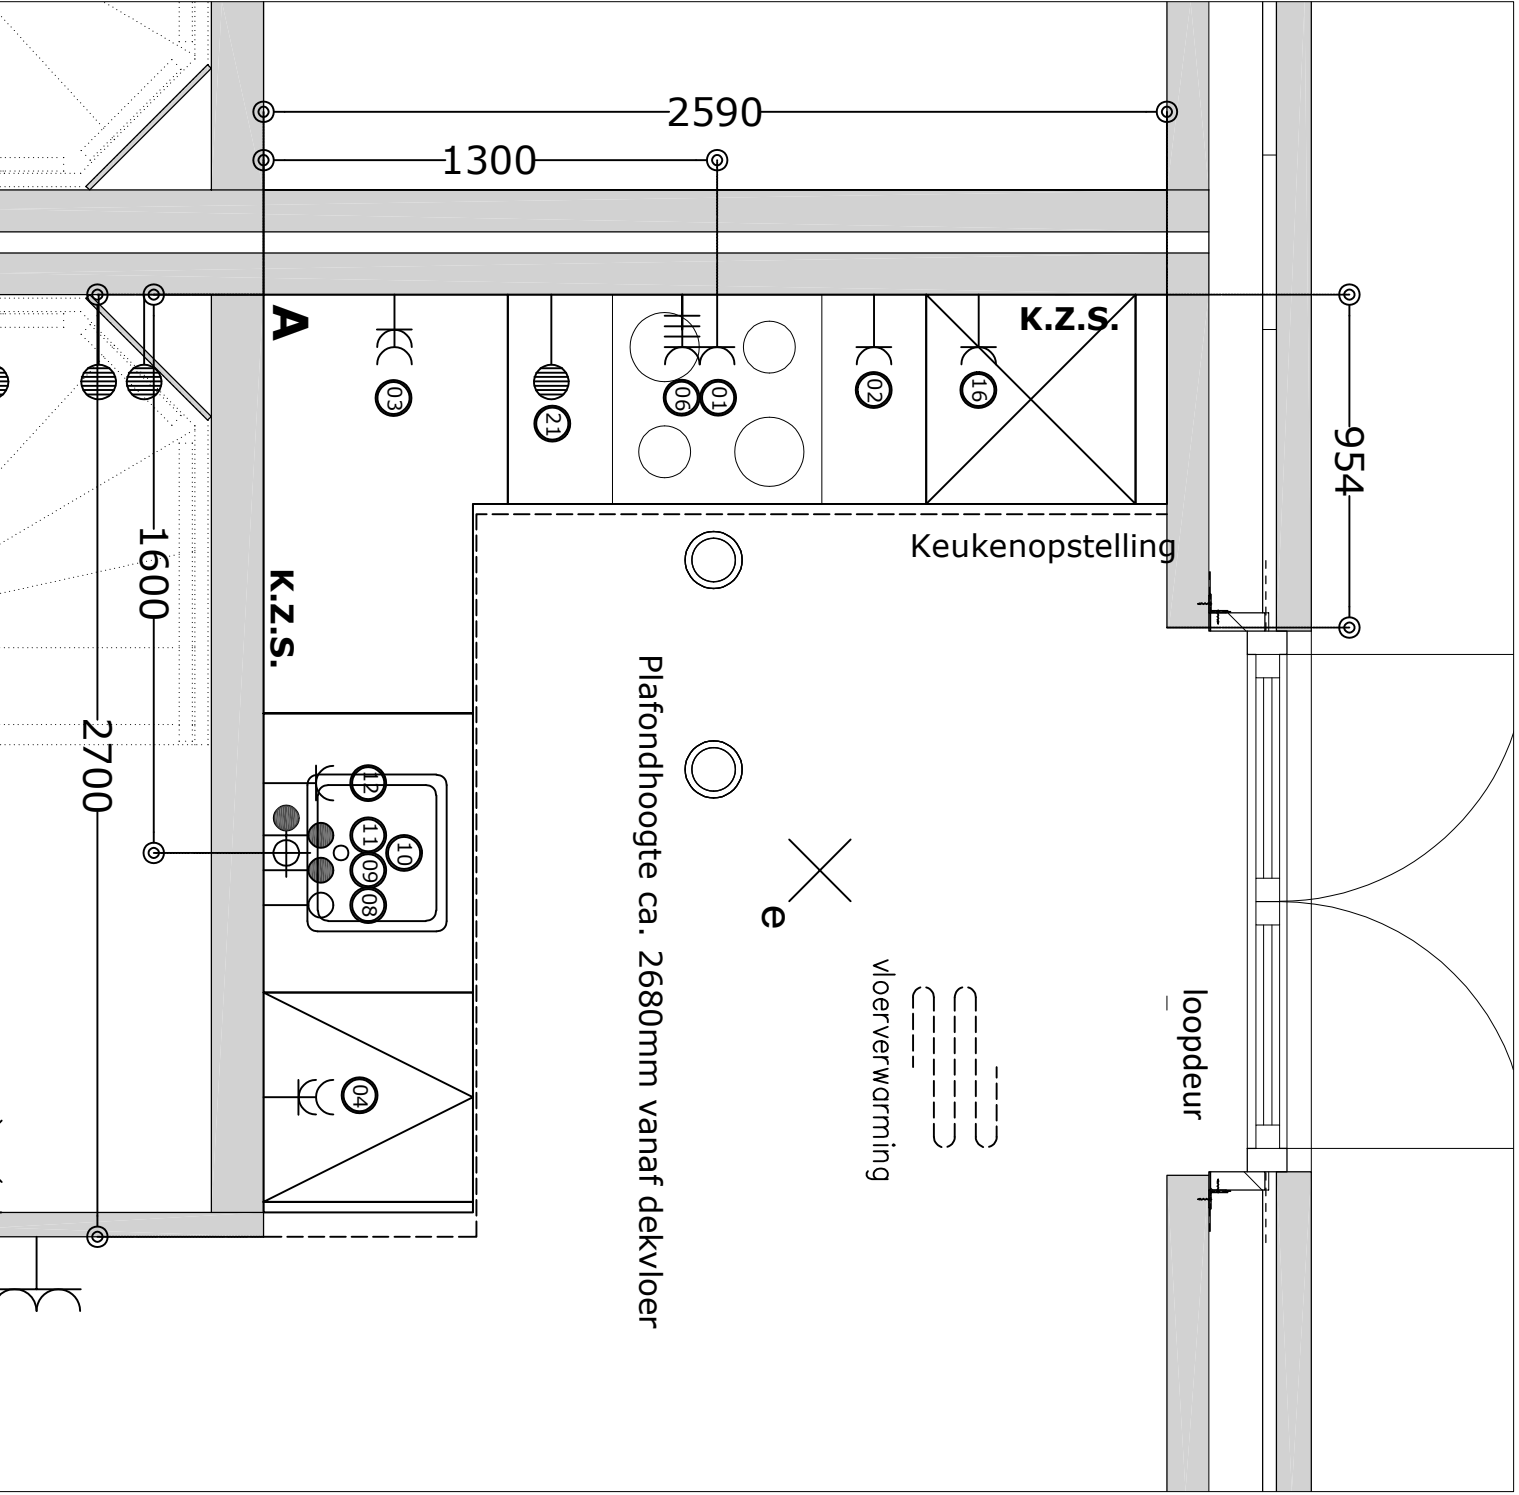 2590
1300
A
K.Z.S.
03
21
06
01
02
16
954
Keukenopstelling
1600
K.Z.S.
2700
Plafondhoogte ca. 2680mm vanaf dekvloer
12
11
10
09
08
e
vloerverwarming
loopdeur
04